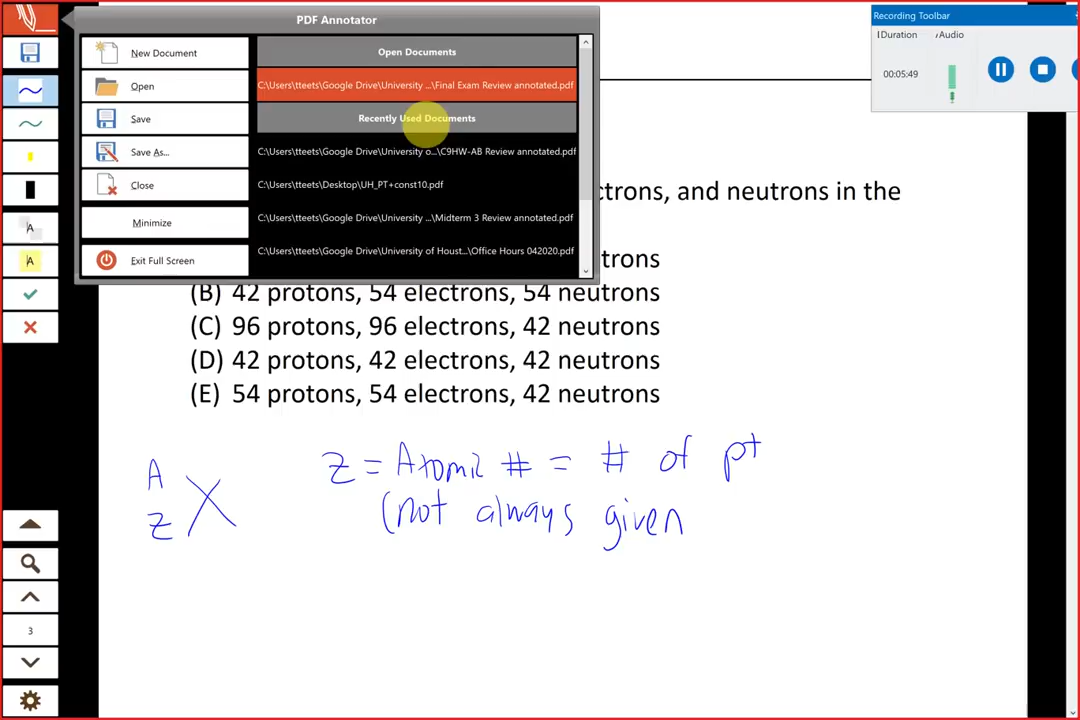 PDF Annotator
New Document
Open
Save
Save As...
Close
Minimize
Exit Full Screen
Open Documents
C:\Users\tteets\Google Drive\University ...\Final Exam Review annotated.pdf
Recently Used Documents
C:\Users\tteets\Google Drive\University o...\C9HW-AB Review annotated.pdf
C:\Users\tteets\Desktop\UH_PT+const10.pdf
C:\Users\tteets\Google Drive\University ...\Midterm 3 Review annotated.pdf
C:\Users\tteets\Google Drive\University of Houst...\Office Hours 042020.pdf
Recording Toolbar
Duration
Audio
00:05:49
A
A
3
ctrons, and neutrons in the
trons
(B) 42 protons, 54 electrons, 54 neutrons
(C) 96 protons, 96 electrons, 42 neutrons
(D) 42 protons, 42 electrons, 42 neutrons
(E) 54 protons, 54 electrons, 42 neutrons
A
Z X
Z = Atomic # = # of p+
(not always given